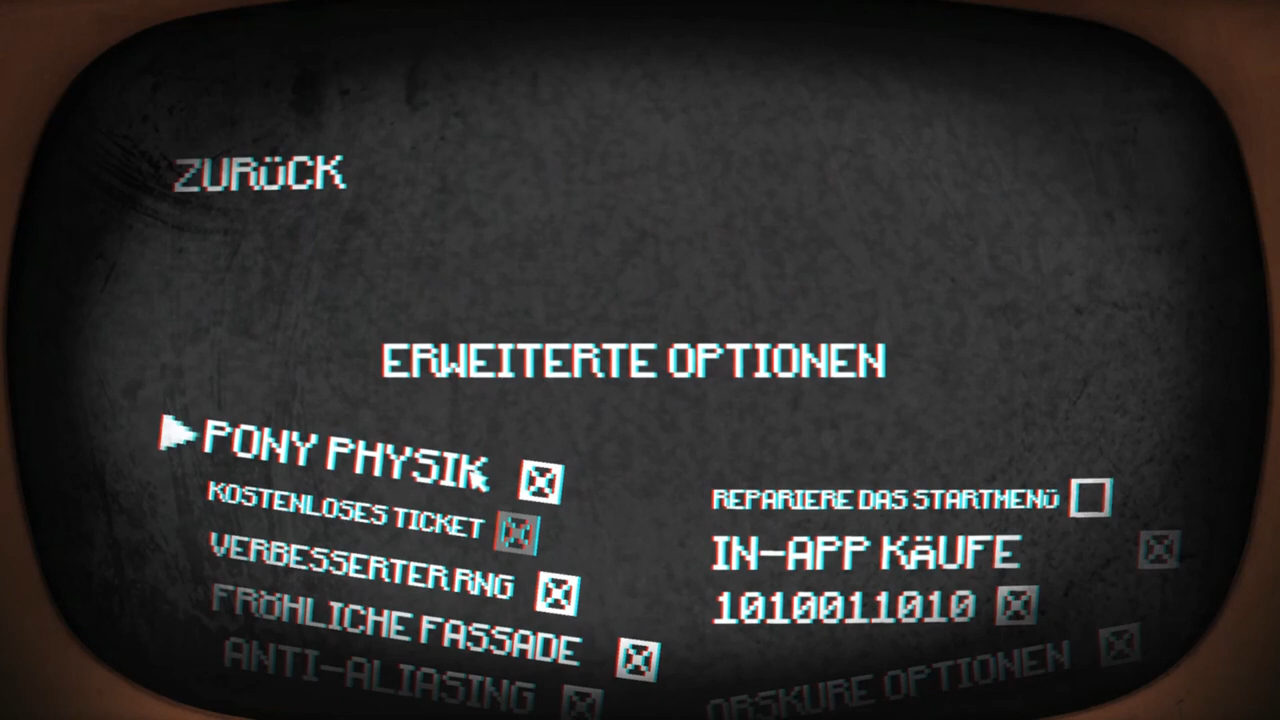 ZURüCK
ERWEITERTE OPTIONEN
PONY PHYSIK
KOSTENLOSES TICKET
VERBESSERTER RNG
FRÖHLICHE FASSADE
ANTI-ALIASING
REPARIERE DAS STARTMENü
IN-APP KÄUFE
1010011010
OBSKURE OPTIONEN